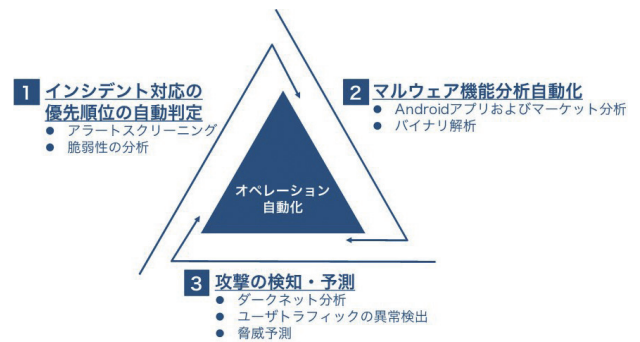 1 インシデント対応の
優先順位の自動判定
● アラートスクリーニング
● 脆弱性の分析
2 マルウェア機能分析自動化
● Androidアプリおよびマーケット分析
● バイナリ解析
オペレーション
自動化
3 攻撃の検知・予測
● ダークネット分析
● ユーザトラフィックの異常検出
● 脅威予測